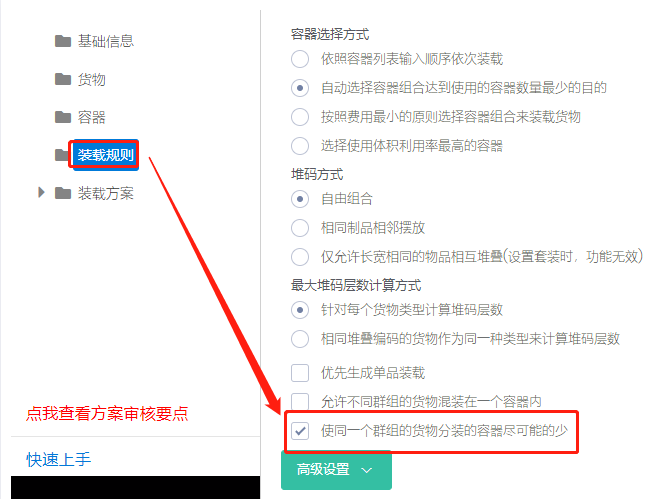 基础信息
货物
容器
装载规则
装载方案
点我查看方案审核要点
快速上手
容器选择方式
依照容器列表输入顺序依次装载
自动选择容器组合达到使用的容器数量最少的目的
按照费用最小的原则选择容器组合来装载货物
选择使用体积利用率最高的容器
堆码方式
自由组合
相同制品相邻摆放
仅允许长宽相同的物品相互堆叠(设置套装时，功能无效)
最大堆码层数计算方式
针对每个货物类型计算堆码层数
相同堆叠编码的货物作为同一种类型来计算堆码层数
优先生成单品装载
允许不同群组的货物混装在一个容器内
使同一个群组的货物分装的容器尽可能的少
高级设置